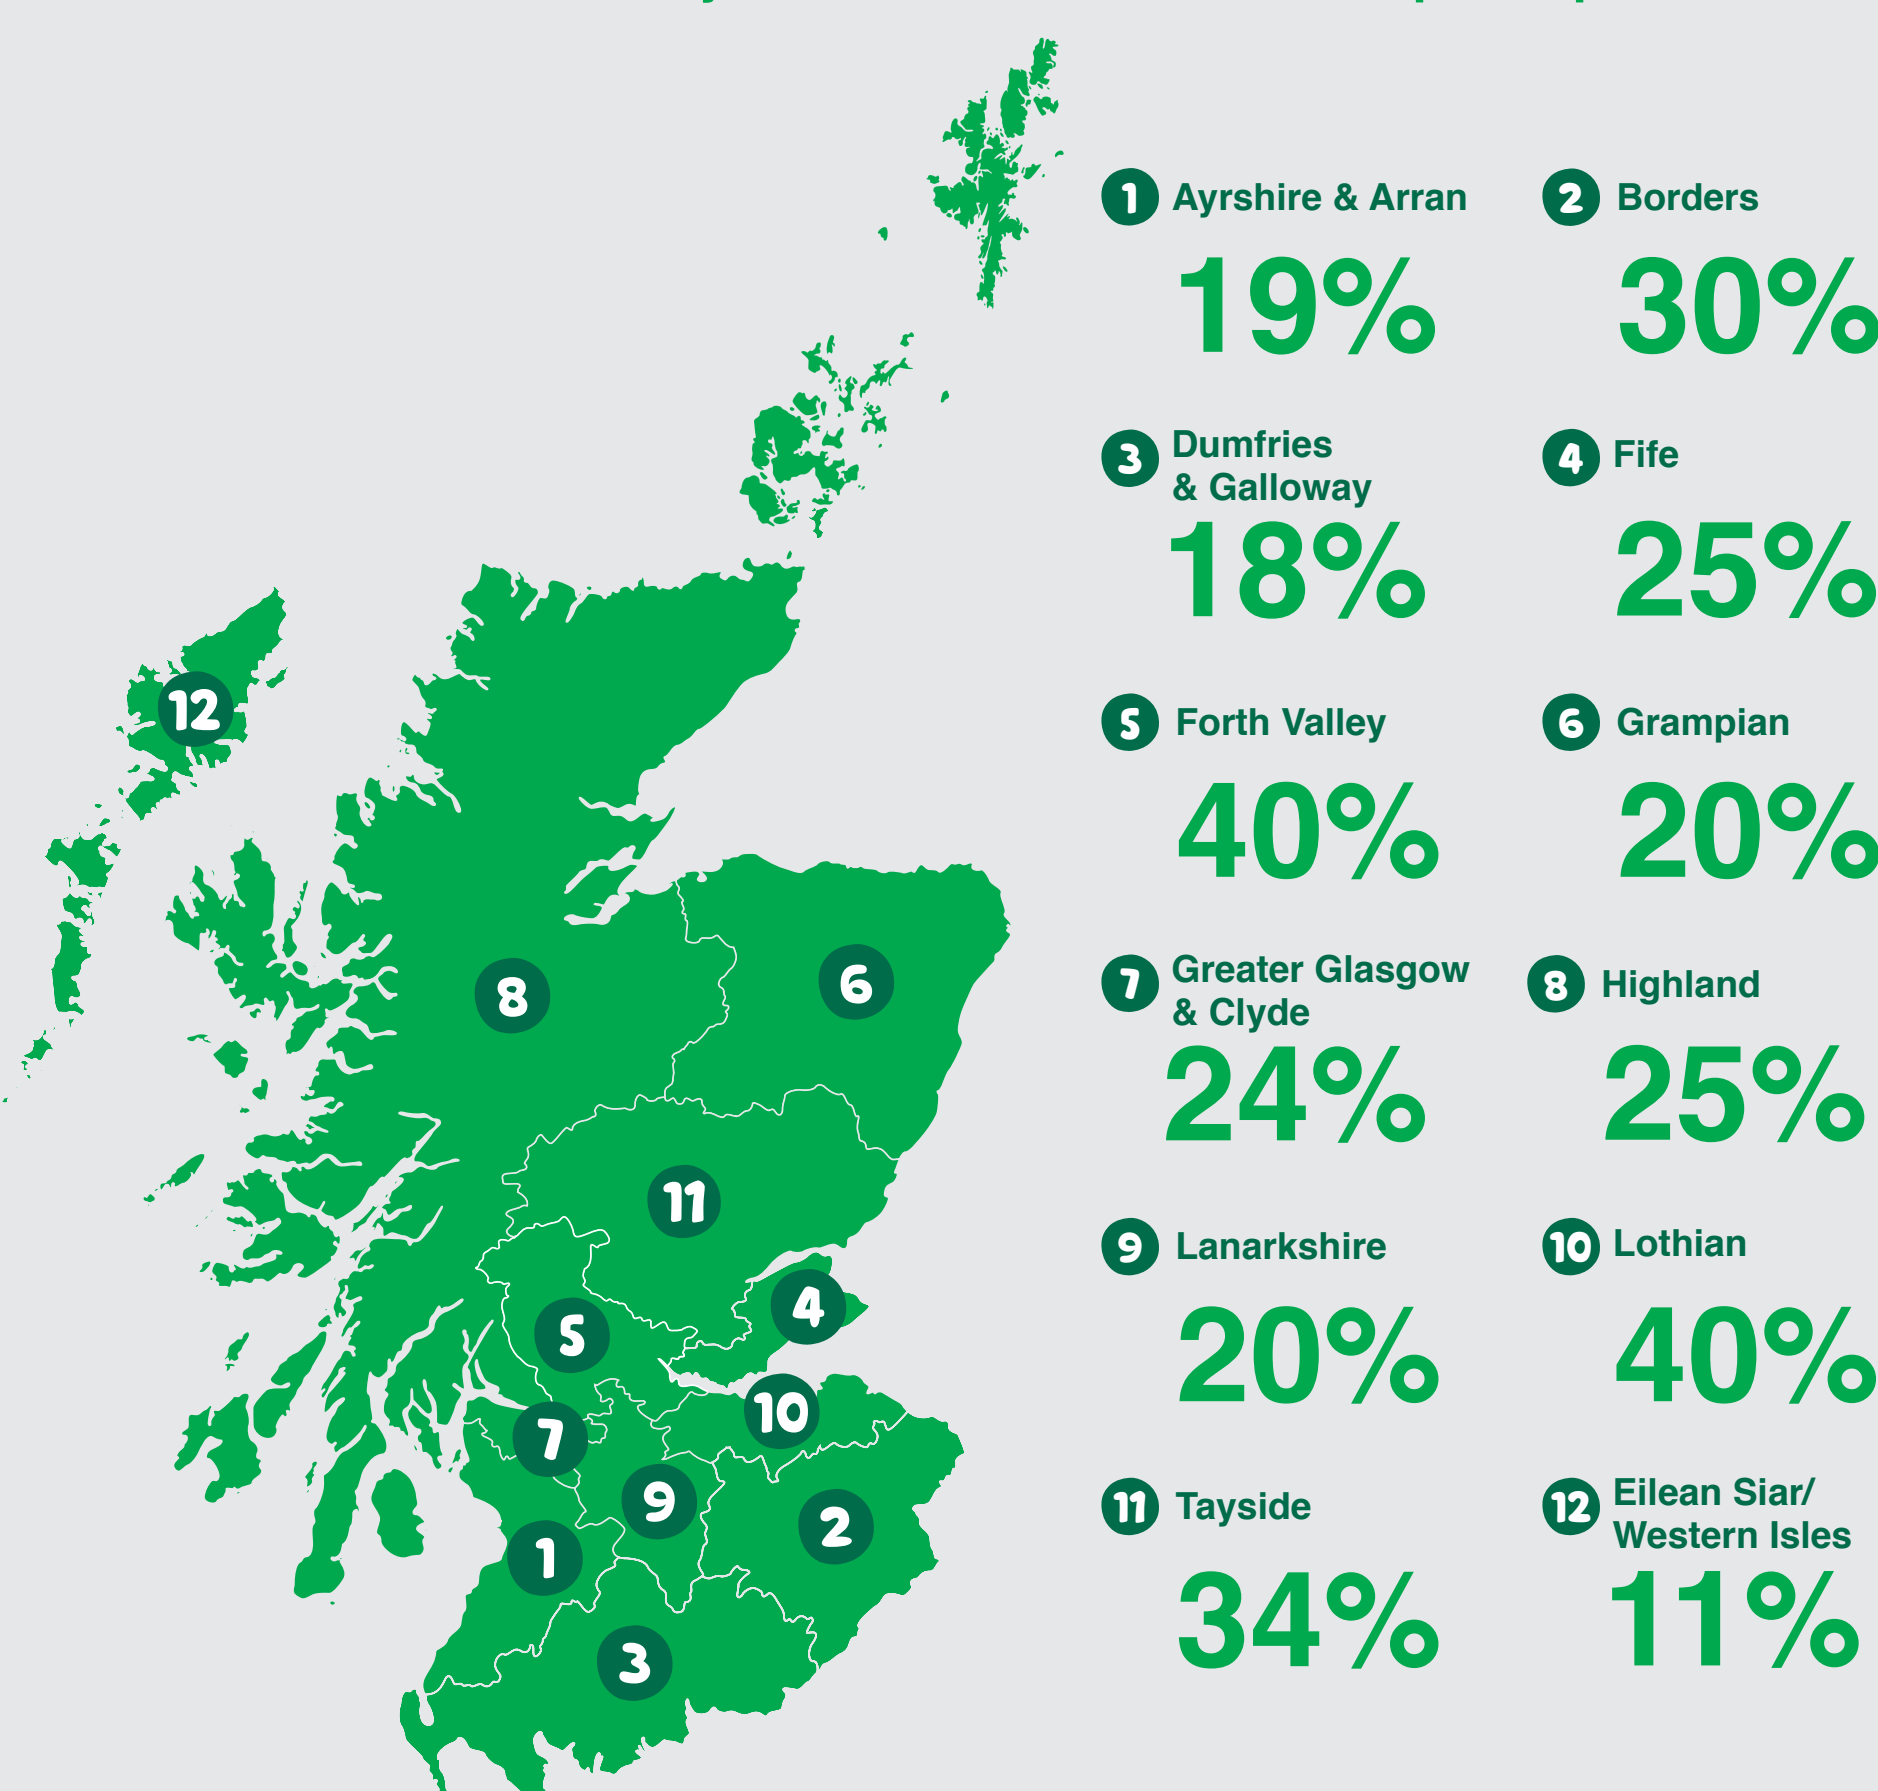 1 Ayrshire & Arran
19%
2 Borders
30%
3 Dumfries
& Galloway
18%
4 Fife
25%
5 Forth Valley
40%
6 Grampian
20%
7 Greater Glasgow
& Clyde
24%
8 Highland
25%
9 Lanarkshire
20%
10 Lothian
40%
11 Tayside
34%
12 Eilean Siar/
Western Isles
11%
12
8
6
11
4
5
10
7
9
2
1
3